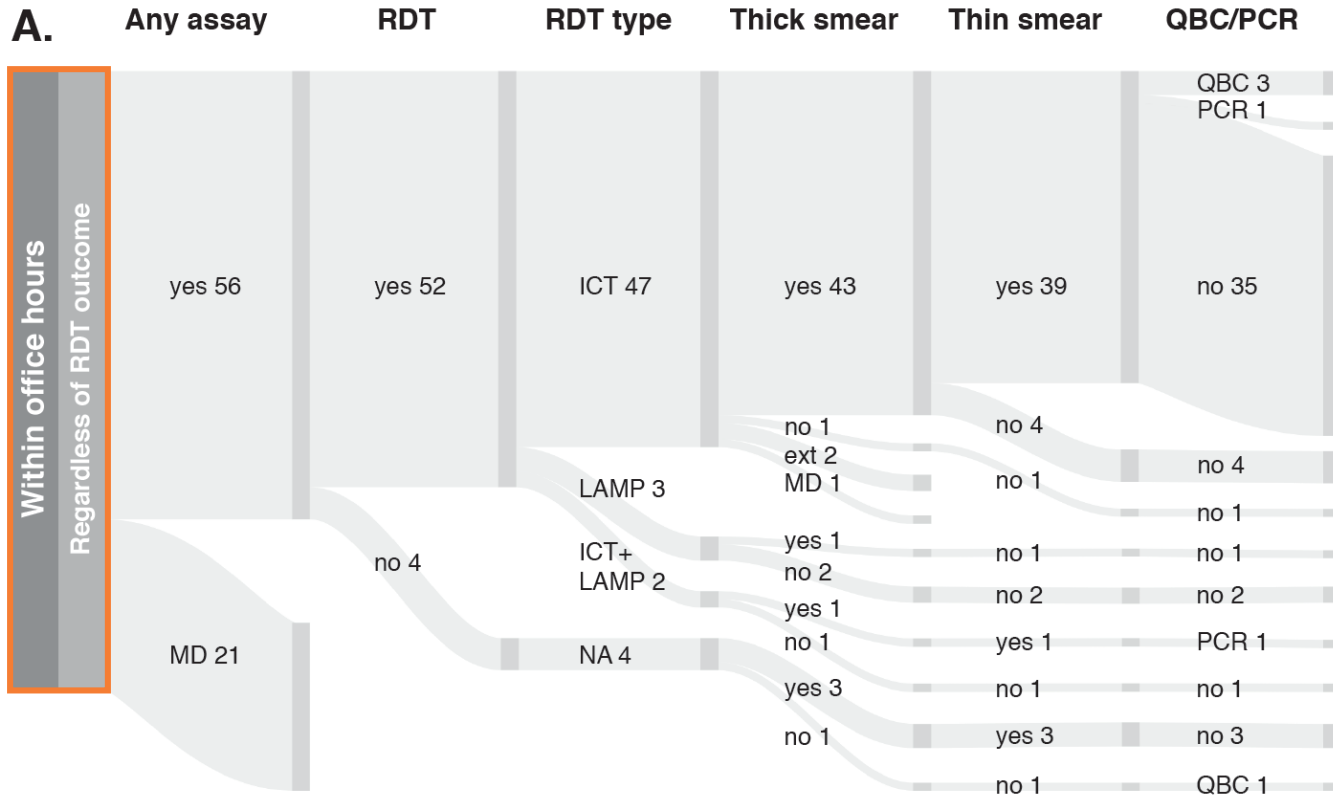 A.
Any assay
RDT
RDT type
Thick smear
Thin smear
QBC/PCR
Within office hours
Regardless of RDT outcome
yes 56
MD 21
yes 52
no 4
ICT 47
LAMP 3
ICT+
LAMP 2
NA 4
yes 43
no 1
ext 2
MD 1
yes 1
no 2
yes 1
no 1
yes 3
no 1
yes 39
no 4
no 1
no 1
no 2
yes 1
no 1
yes 3
no 1
QBC 3
PCR 1
no 35
no 4
no 1
no 1
no 2
PCR 1
no 1
no 3
QBC 1